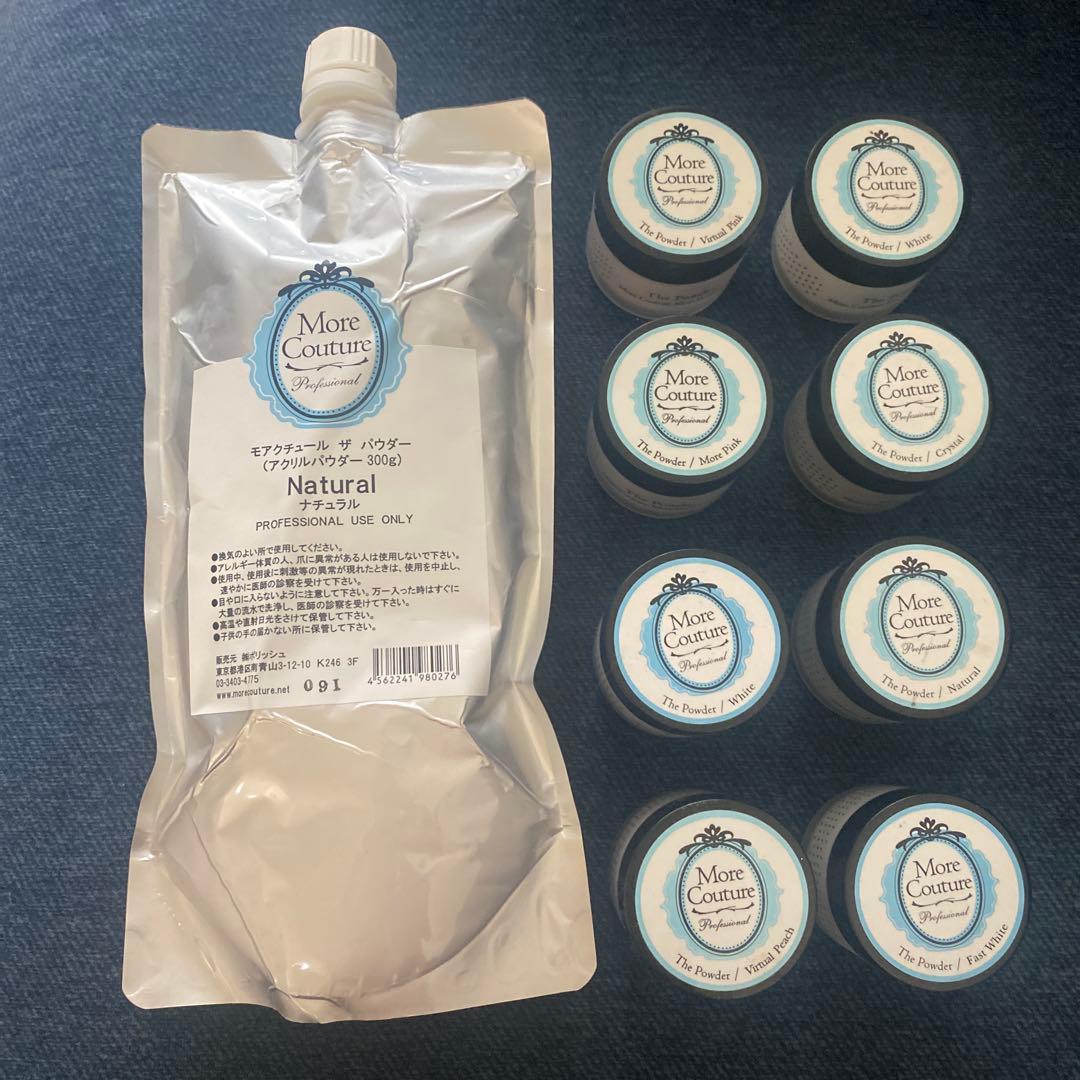 More
Couture
Professional
モアクチュール ザ パウダー
(アクリルパウダー 300g)
Natural
ナチュラル
PROFESSIONAL USE ONLY
●換気のよい所で使用してください。
●アレルギー体質の人、爪に異常がある人は使用しないで下さい。
●使用中、使用後に刺激等の異常が現れたときは、使用を中止し、
速やかに医師の診察を受けて下さい。
●目や口に入らないように注意して下さい。万一入った時はすぐに
大量の流水で洗浄し、医師の診察を受けて下さい。
●高温や直射日光をさけて保管して下さい。
●子供の手の届かない所に保管して下さい。
販売元 ㈱ポリッシュ
東京都港区南青山3-12-10 K246 3F
03-3403-4775
www.morecouture.net
091
4 562241 980276
More
Couture
Professional
The Powder / Virtual Pink
The Powder
More
Couture
Professional
The Powder / White
The
More
Couture
Professional
The Powder / More Pink
The Powder
More
Couture
Professional
The Powder / Crystal
More
Couture
Professional
The Powder / White
More
Couture
Professional
The Powder / Natural
More
Couture
Professional
The Powder / Virtual Peach
More
Couture
Professional
The Powder / Fast White